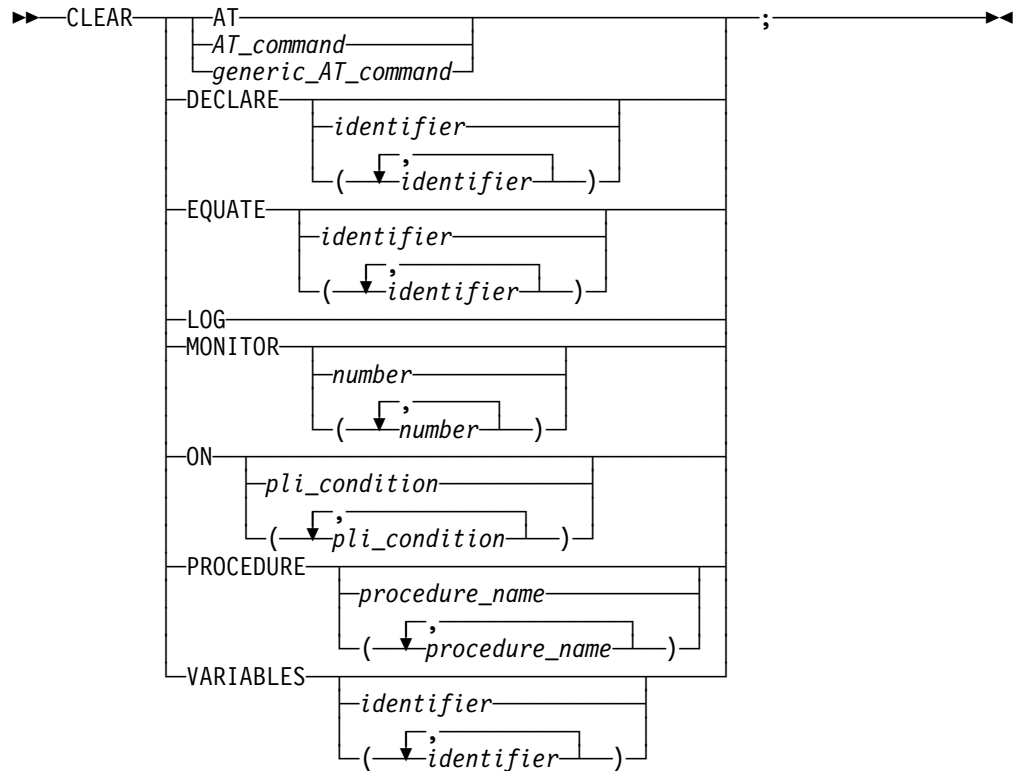 CLEAR AT ;
AT_command
generic_AT_command
DECLARE
identifier
,
( identifier )
EQUATE
identifier
,
( identifier )
LOG
MONITOR
number
,
( number )
ON
pli_condition
,
( pli_condition )
PROCEDURE
procedure_name
,
( procedure_name )
VARIABLES
identifier
,
( identifier )